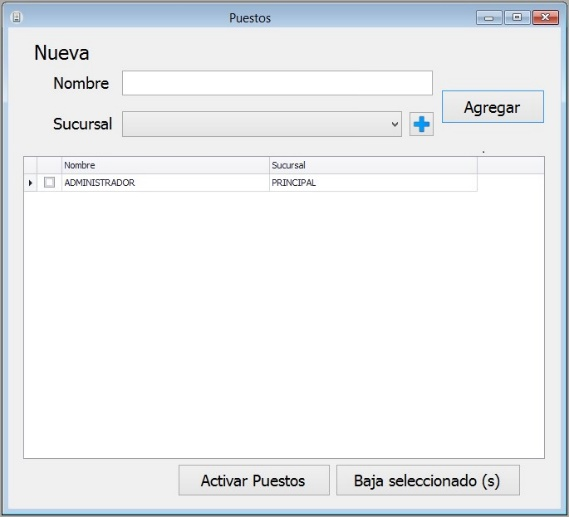 Puestos
Nueva
Nombre
Agregar
Sucursal
Nombre Sucursal
ADMINISTRADOR PRINCIPAL
Activar Puestos Baja seleccionado (s)